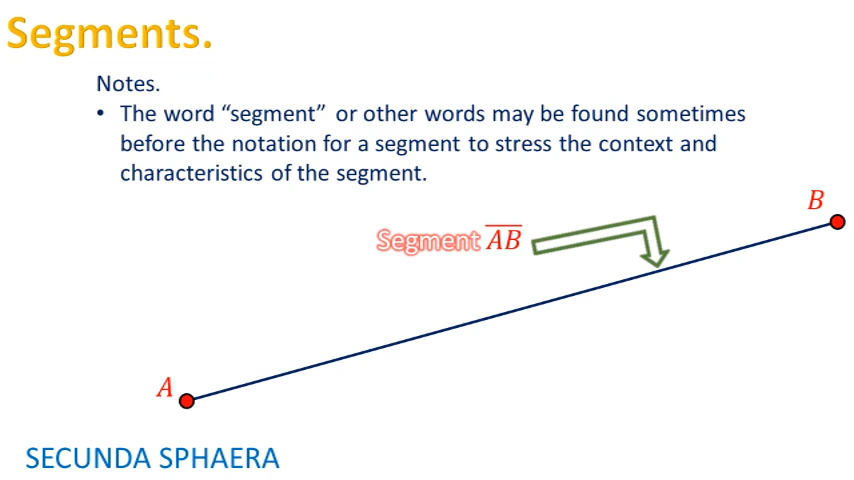 Segments.
Notes.
• The word “segment” or other words may be found sometimes
before the notation for a segment to stress the context and
characteristics of the segment.
B
Segment A̅B̅
A
SECUNDA SPHAERA